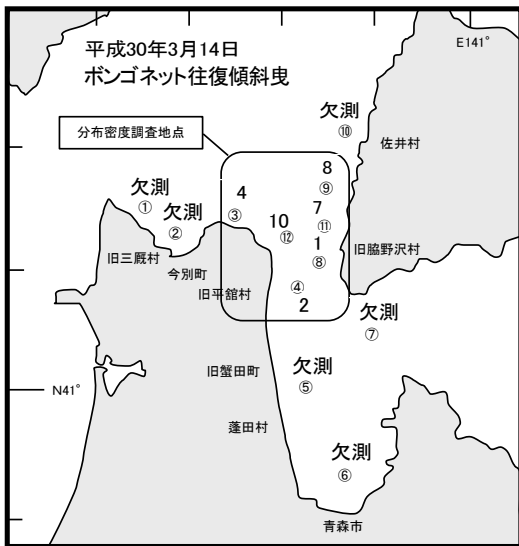 平成30年3月14日
ボンゴネット往復傾斜曳
E141°
分布密度調査地点
欠測
⑩
佐井村
8
⑨
欠測
①
欠測
②
4
③
7
⑪
10
⑫
1
⑧
旧脇野沢村
旧三厩村
今別町
旧平舘村
④
2
欠測
⑦
旧蟹田町
欠測
⑤
N41°
蓬田村
欠測
⑥
青森市